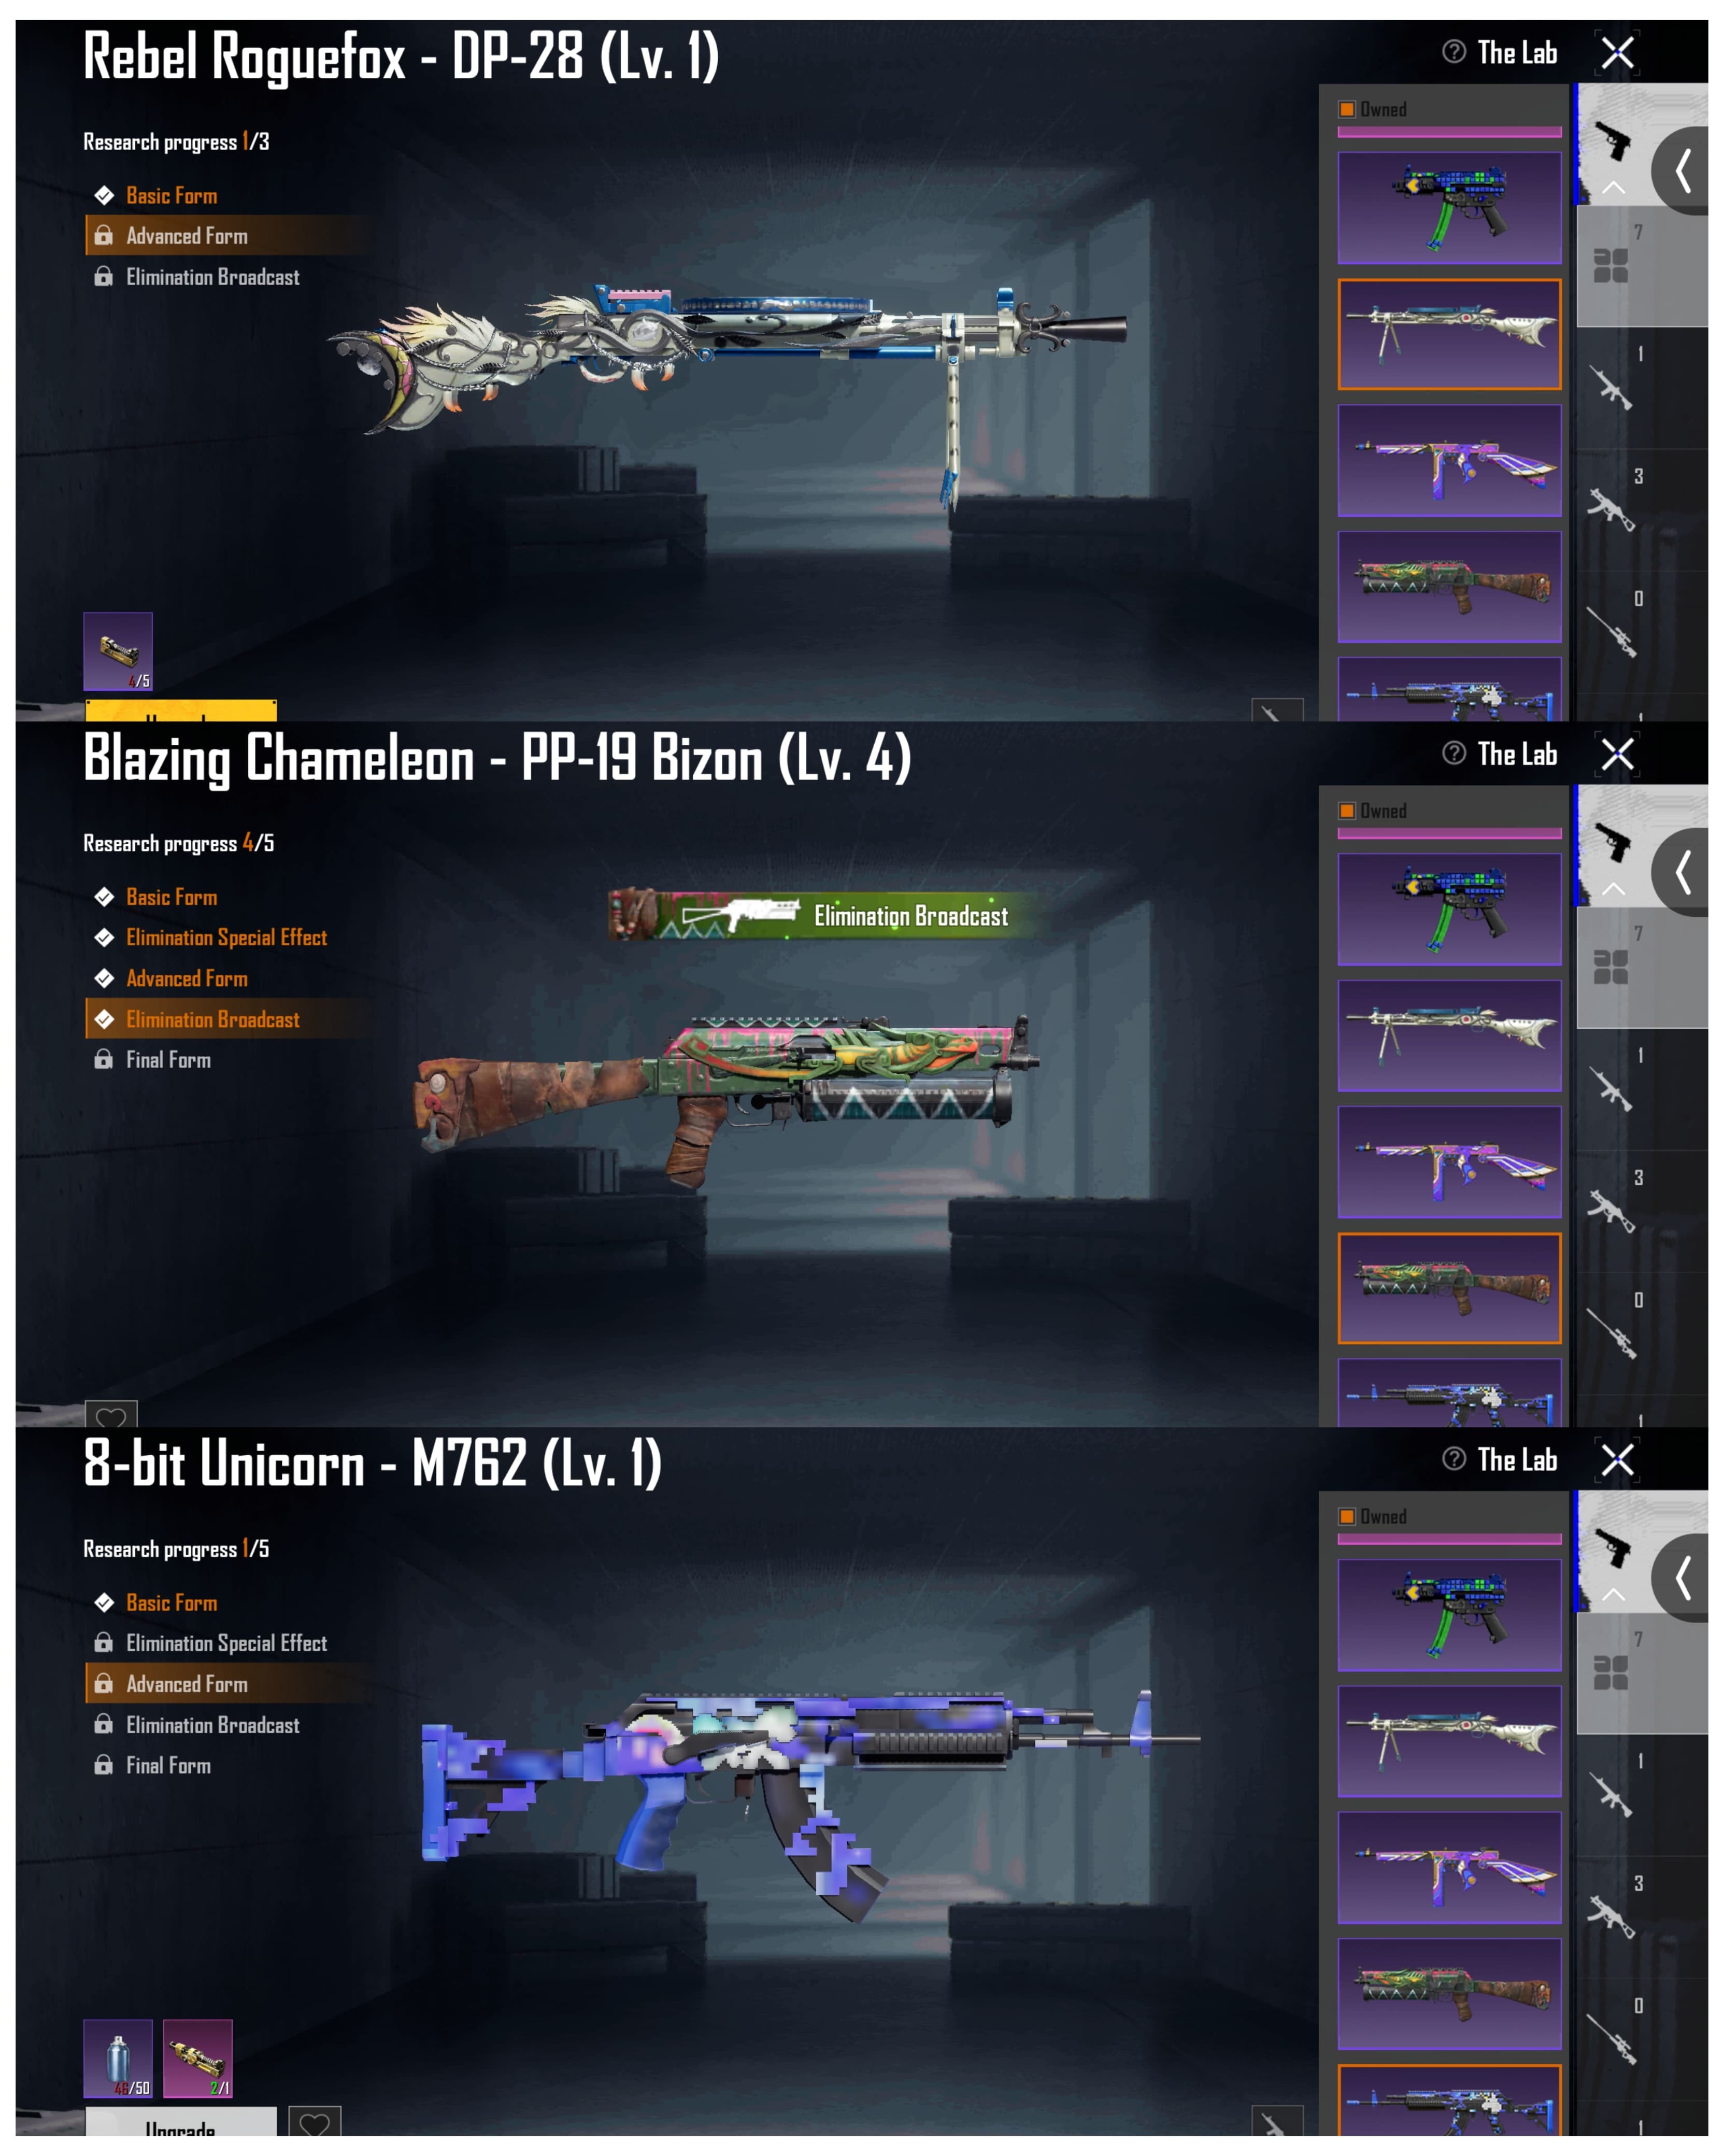 Rebel Roguefox - DP-28 (Lv. 1)
The Lab
Owned
Research progress 1/3
Basic Form
7
Advanced Form
Elimination Broadcast
1
3
0
4/5
Blazing Chameleon - PP-19 Bizon (Lv. 4)
The Lab
Owned
Research progress 4/5
Basic Form
Elimination Broadcast
7
Elimination Special Effect
Advanced Form
Elimination Broadcast
1
Final Form
3
0
8-bit Unicorn - M762 (Lv. 1)
The Lab
Owned
Research progress 1/5
Basic Form
7
Elimination Special Effect
Advanced Form
Elimination Broadcast
1
Final Form
3
0
46/50
2/1
Upgrade